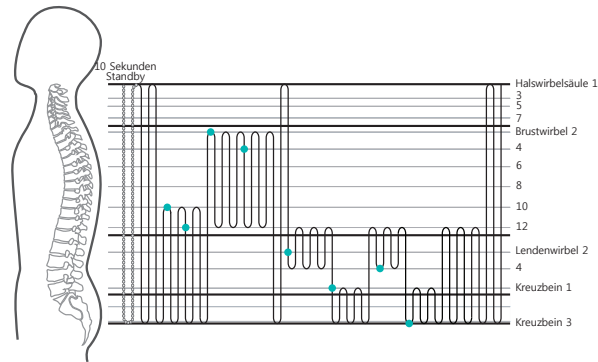 10 Sekunden
Standby
Halswirbelsäule 1
3
5
7
Brustwirbel 2
4
6
8
10
12
Lendenwirbel 2
4
Kreuzbein 1
Kreuzbein 3